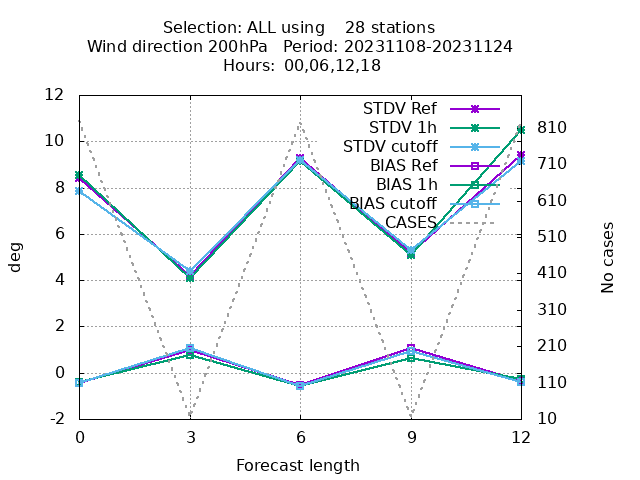 Selection: ALL using 28 stations
Wind direction 200hPa Period: 20231108-20231124
Hours: 00,06,12,18
STDV Ref
STDV 1h
STDV cutoff
BIAS Ref
BIAS 1h
BIAS cutoff
CASES
12
10
8
6
4
2
0
-2
deg
810
710
610
510
410
310
210
110
10
No cases
0 3 6 9 12
Forecast length